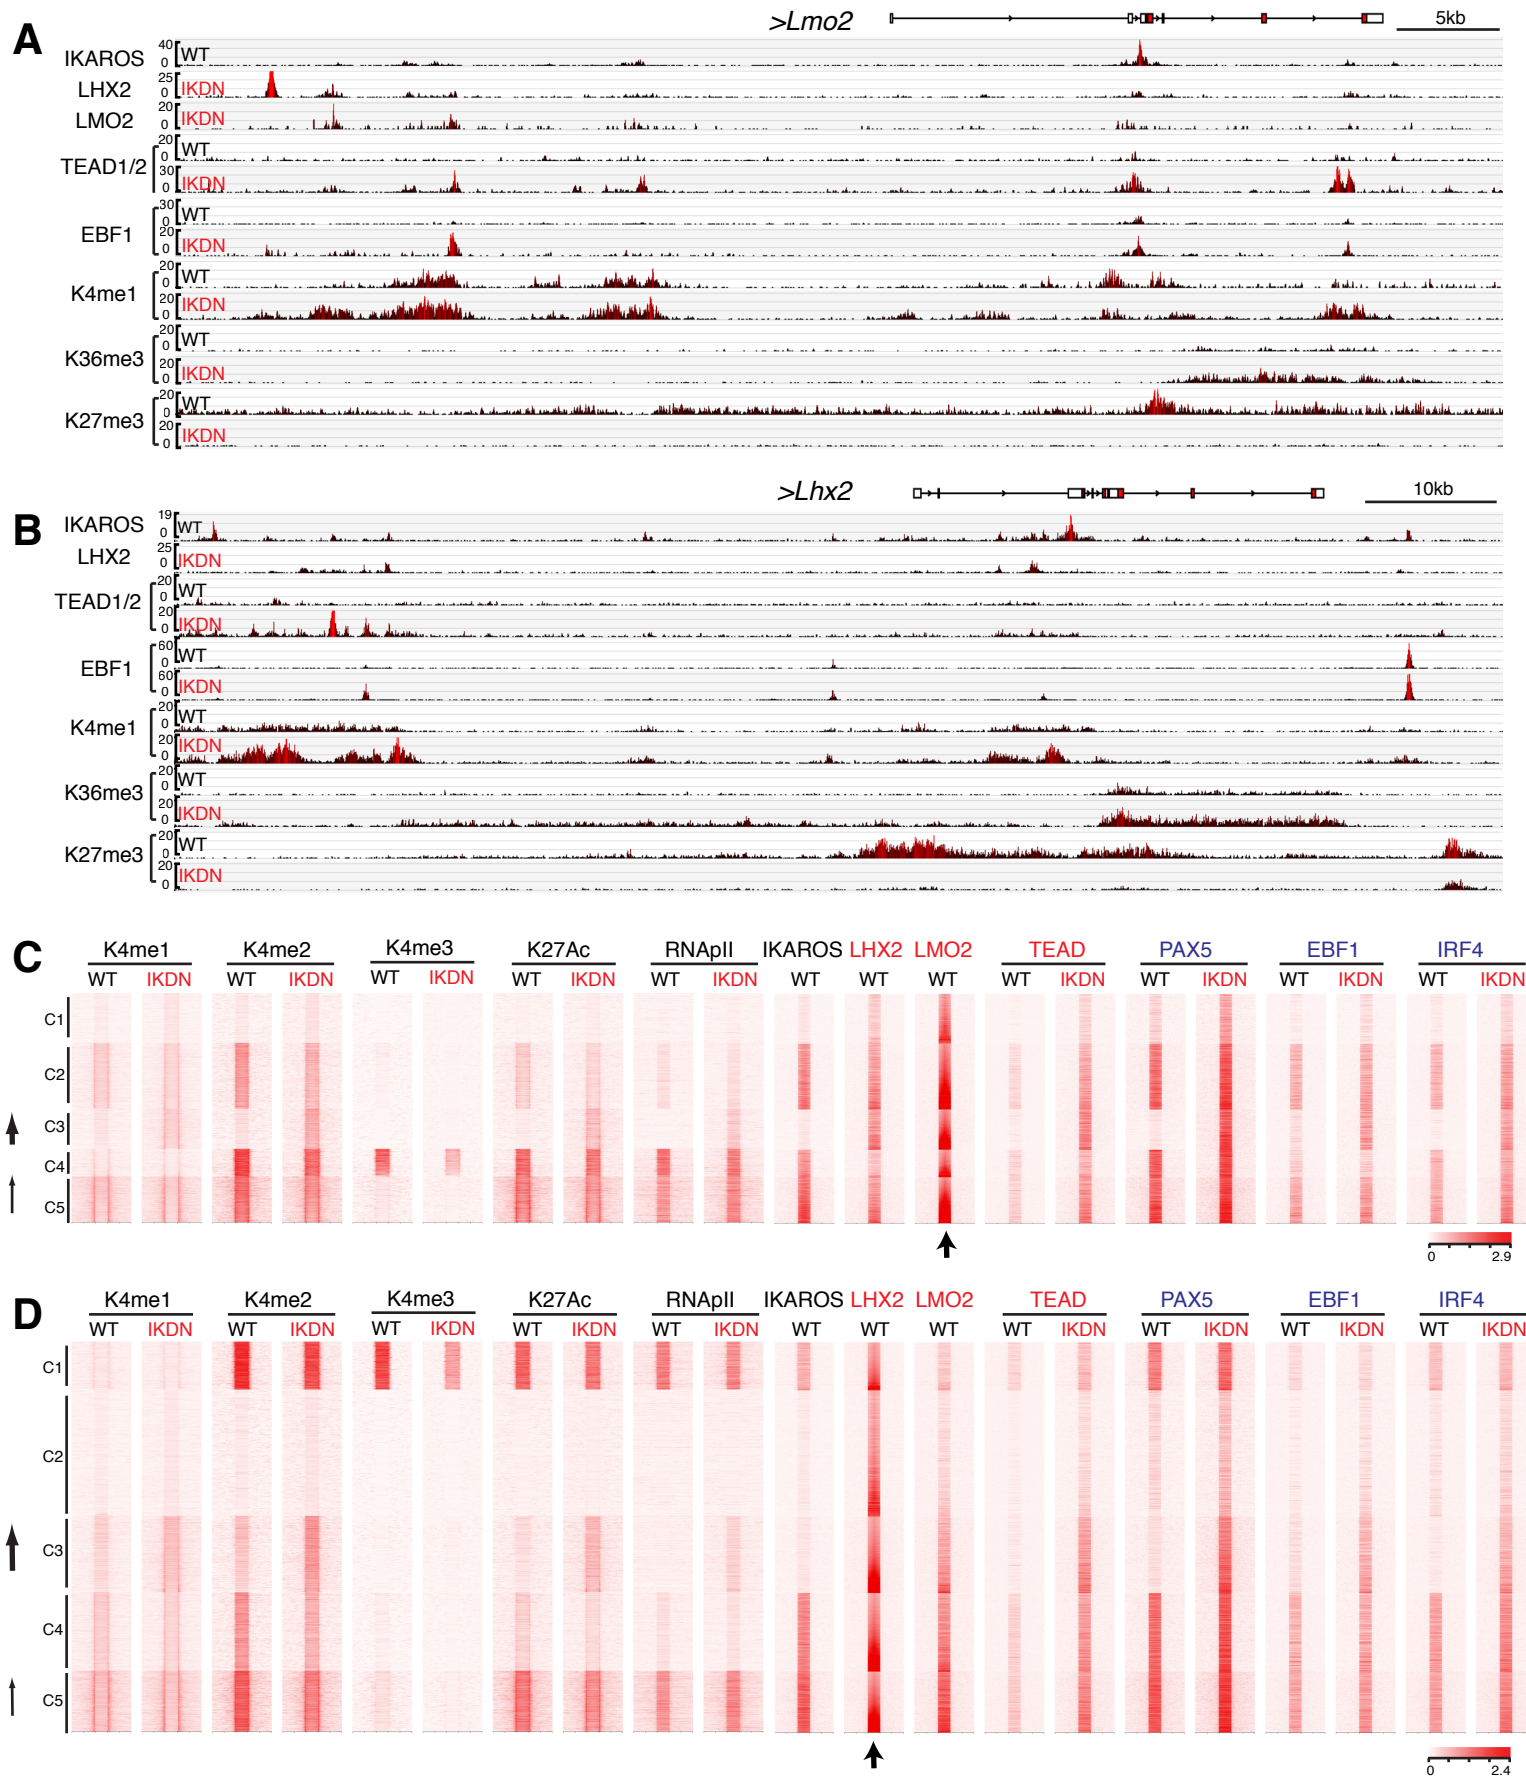 A
>Lmo2
5kb
IKAROS 40 0 WT
LHX2 25 0 IKDN
LMO2 20 0 IKDN
TEAD1/2 20 0 WT
30 0 IKDN
EBF1 30 0 WT
20 0 IKDN
K4me1 20 0 WT
20 0 IKDN
K36me3 20 0 WT
20 0 IKDN
K27me3 20 0 WT
20 0 IKDN
B
>Lhx2
10kb
IKAROS 19 0 WT
LHX2 25 0 IKDN
TEAD1/2 20 0 WT
20 0 IKDN
EBF1 60 0 WT
60 0 IKDN
K4me1 20 0 WT
20 0 IKDN
K36me3 20 0 WT
20 0 IKDN
K27me3 20 0 WT
20 0 IKDN
C
K4me1 K4me2 K4me3 K27Ac RNApII IKAROS LHX2 LMO2 TEAD PAX5 EBF1 IRF4
WT IKDN WT IKDN WT IKDN WT IKDN WT IKDN WT WT WT WT IKDN WT IKDN WT IKDN WT IKDN
C1
C2
C3
C4
C5
0 2.9
D
K4me1 K4me2 K4me3 K27Ac RNApII IKAROS LHX2 LMO2 TEAD PAX5 EBF1 IRF4
WT IKDN WT IKDN WT IKDN WT IKDN WT IKDN WT WT WT WT IKDN WT IKDN WT IKDN WT IKDN
C1
C2
C3
C4
C5
0 2.4